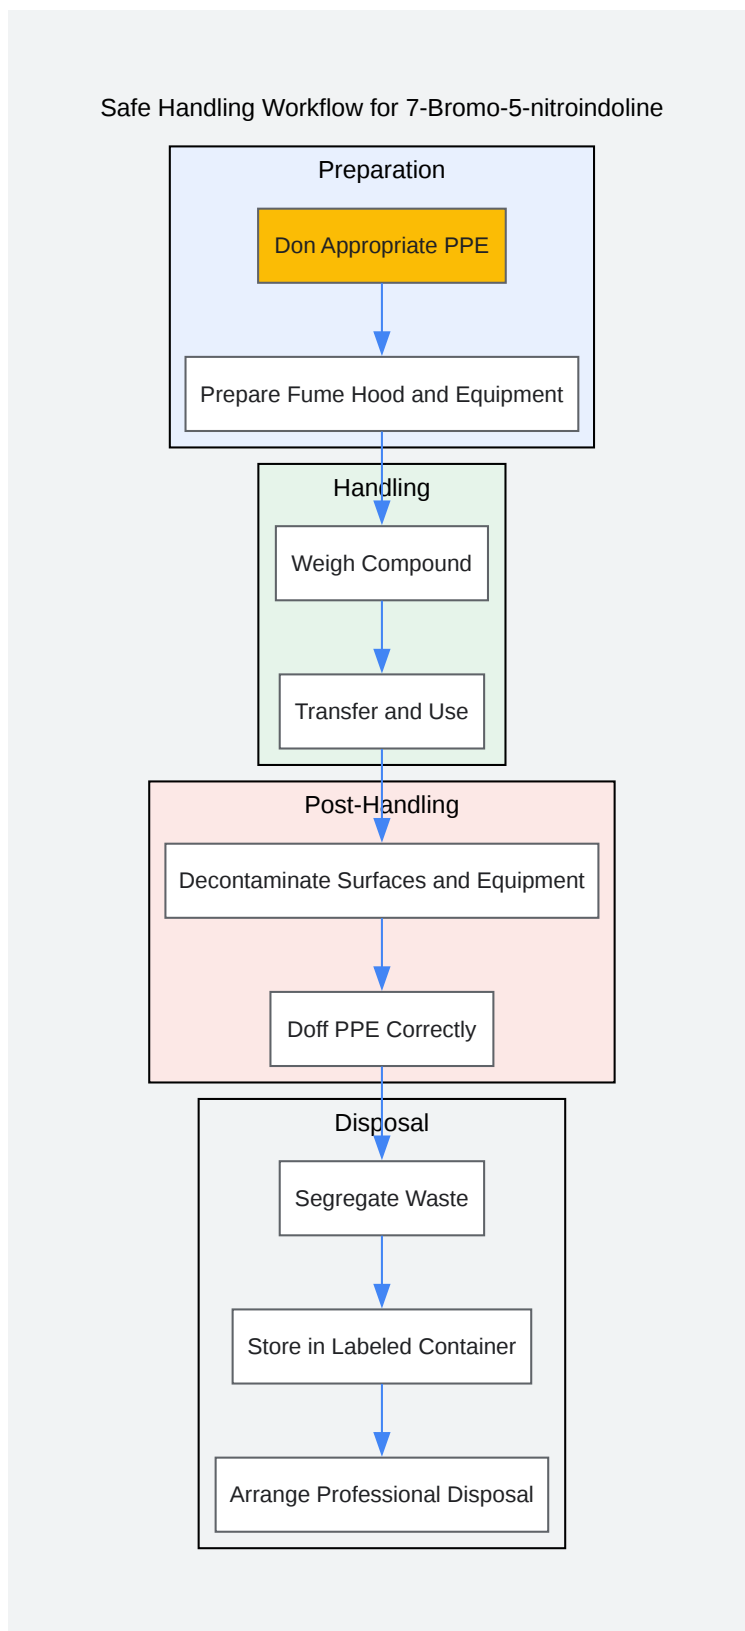 Safe Handling Workflow for 7-Bromo-5-nitroindoline
Preparation
Don Appropriate PPE
Prepare Fume Hood and Equipment
Handling
Weigh Compound
Transfer and Use
Post-Handling
Decontaminate Surfaces and Equipment
Doff PPE Correctly
Disposal
Segregate Waste
Store in Labeled Container
Arrange Professional Disposal